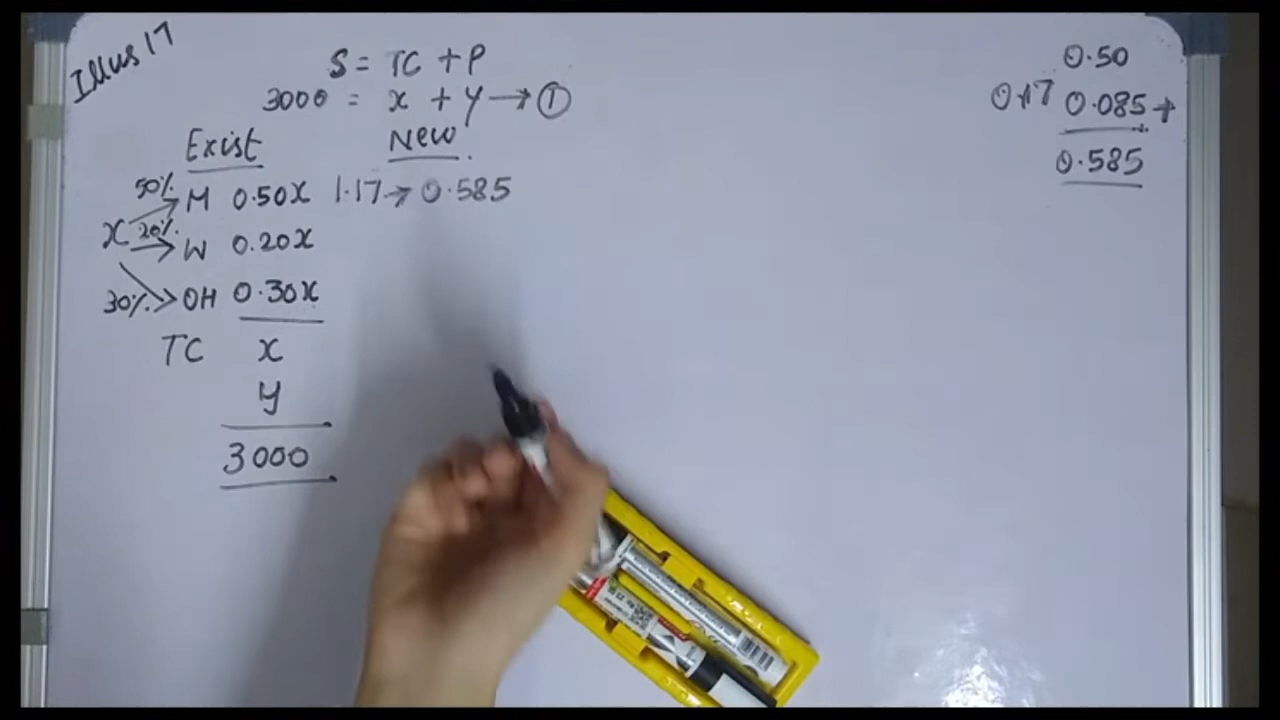 Illus 17
S = TC + P
3000 = x + y → ①
Exist New
50% M 0.50x 1.17 → 0.585
x 20% W 0.20x
30% OH 0.30x
TC x
y
3000
0.50
0.17 0.085 +
0.585